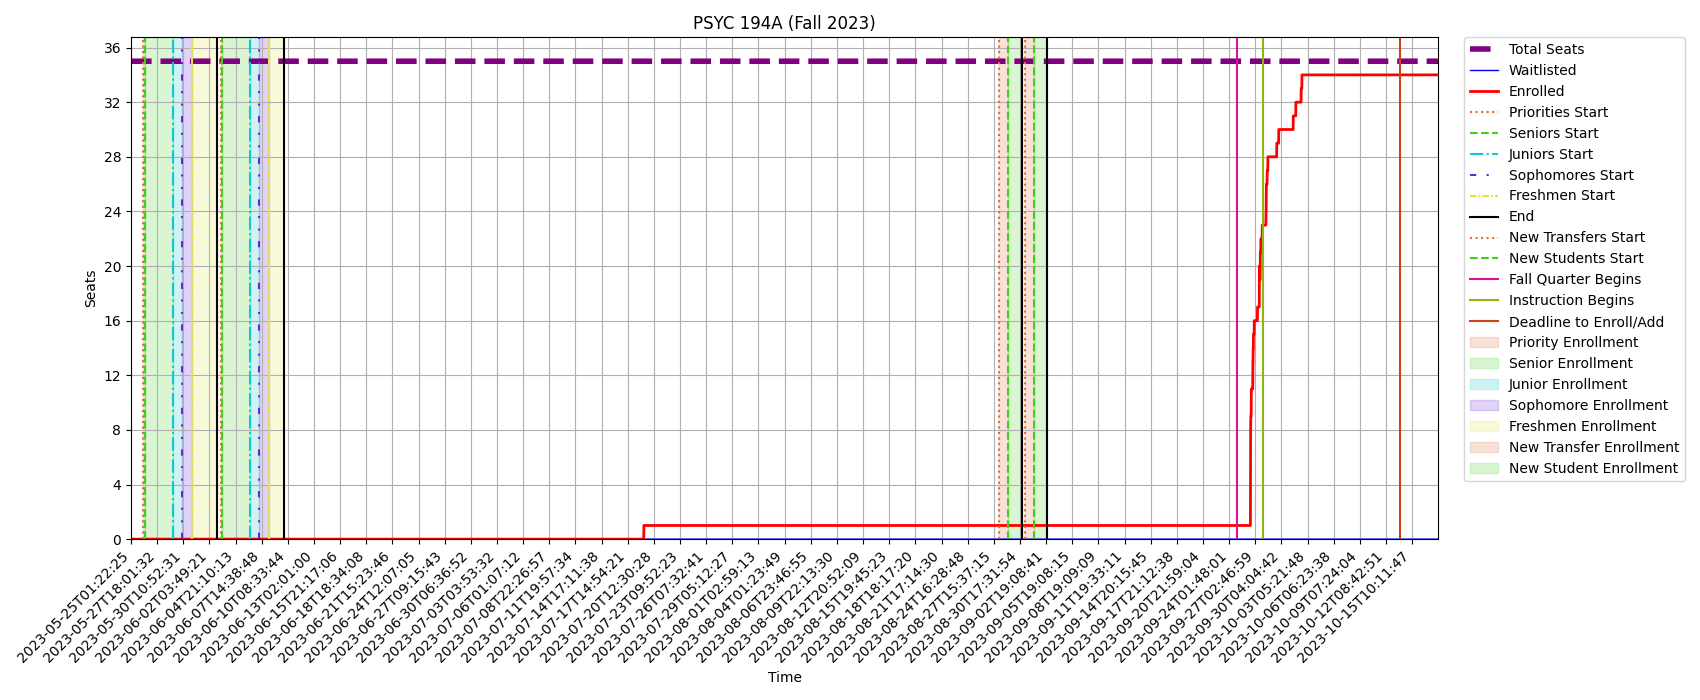 PSYC 194A (Fall 2023)
Seats
36
32
28
24
20
16
12
8
4
0
2023-05-25T01:22:25
2023-05-27T18:01:32
2023-05-30T10:52:31
2023-06-02T03:49:21
2023-06-04T21:10:13
2023-06-07T14:38:48
2023-06-10T08:33:44
2023-06-13T02:01:00
2023-06-15T21:17:06
2023-06-18T18:34:08
2023-06-21T15:23:46
2023-06-24T12:07:05
2023-06-27T09:15:43
2023-06-30T06:36:52
2023-07-03T03:53:32
2023-07-06T01:07:12
2023-07-08T22:26:57
2023-07-11T19:57:34
2023-07-14T17:11:38
2023-07-17T14:54:21
2023-07-20T12:30:28
2023-07-23T09:52:23
2023-07-26T07:32:41
2023-07-29T05:12:27
2023-08-01T02:59:13
2023-08-04T01:23:49
2023-08-06T23:46:55
2023-08-09T22:13:30
2023-08-12T20:52:09
2023-08-15T19:45:23
2023-08-18T18:17:20
2023-08-21T17:14:30
2023-08-24T16:28:48
2023-08-27T15:37:15
2023-08-30T17:31:54
2023-09-02T19:08:41
2023-09-05T19:08:15
2023-09-08T19:09:09
2023-09-11T19:33:11
2023-09-14T20:15:45
2023-09-17T21:12:38
2023-09-20T21:59:04
2023-09-24T01:48:01
2023-09-27T02:46:59
2023-09-30T04:04:42
2023-10-03T05:21:48
2023-10-06T06:23:38
2023-10-09T07:24:04
2023-10-12T08:42:51
2023-10-15T10:11:47
Time
Total Seats
Waitlisted
Enrolled
Priorities Start
Seniors Start
Juniors Start
Sophomores Start
Freshmen Start
End
New Transfers Start
New Students Start
Fall Quarter Begins
Instruction Begins
Deadline to Enroll/Add
Priority Enrollment
Senior Enrollment
Junior Enrollment
Sophomore Enrollment
Freshmen Enrollment
New Transfer Enrollment
New Student Enrollment